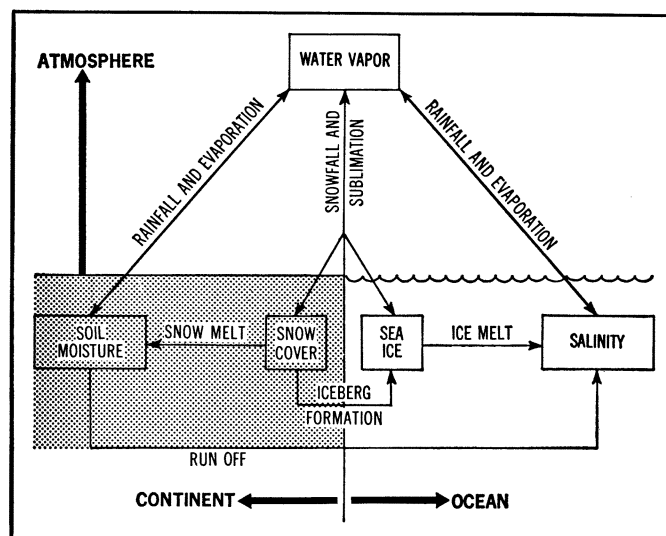 WATER VAPOR
ATMOSPHERE
RAINFALL AND EVAPORATION
SNOWFALL AND
SUBLIMATION
RAINFALL AND EVAPORATION
SOIL
MOISTURE
SNOW MELT
SNOW
COVER
SEA
ICE
ICE MELT
SALINITY
ICEBERG
FORMATION
RUN OFF
CONTINENT
OCEAN